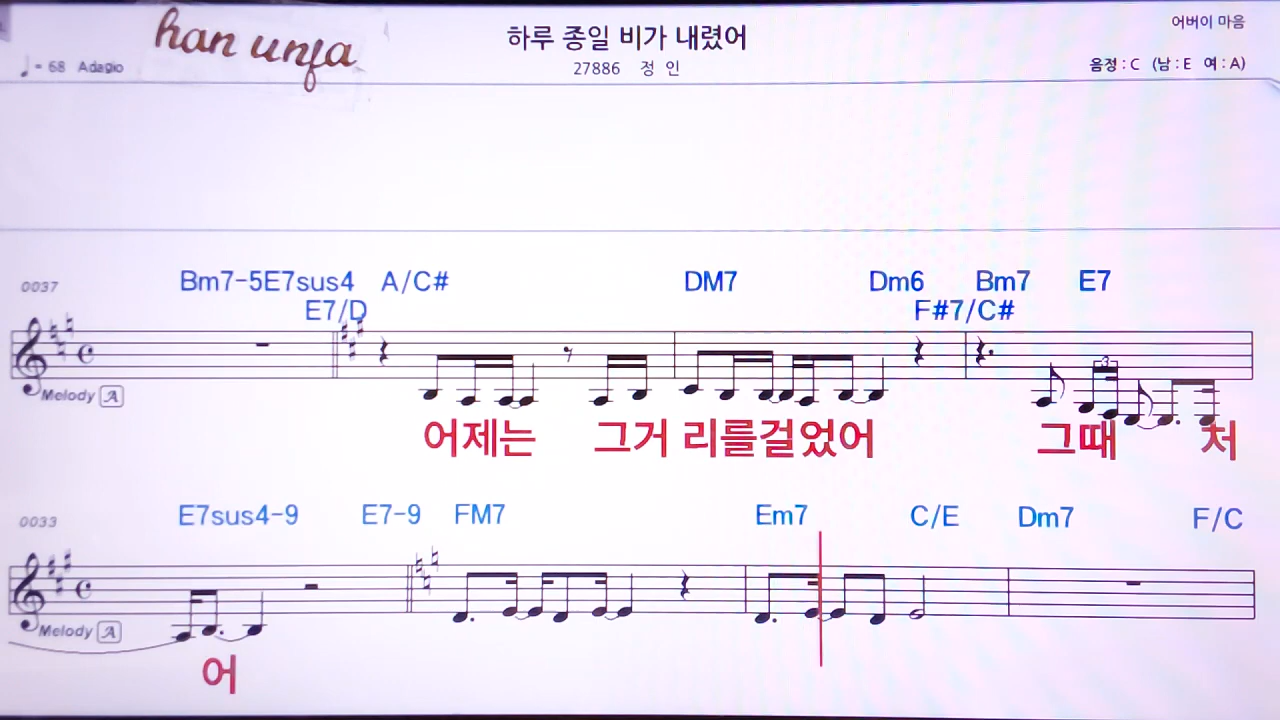 han unja
하루 종일 비가 내렸어
어버이 마음
♩= 68 Adagio
27886 정 인
음정 : C (남 : E 여 : A)
0037
Bm7-5E7sus4 A/C# DM7 Dm6 Bm7 E7
E7/D F#7/C#
3
Melody A
어제는 그거 리를걸었어 그때 처
0033
E7sus4-9 E7-9 FM7 Em7 C/E Dm7 F/C
Melody A
어